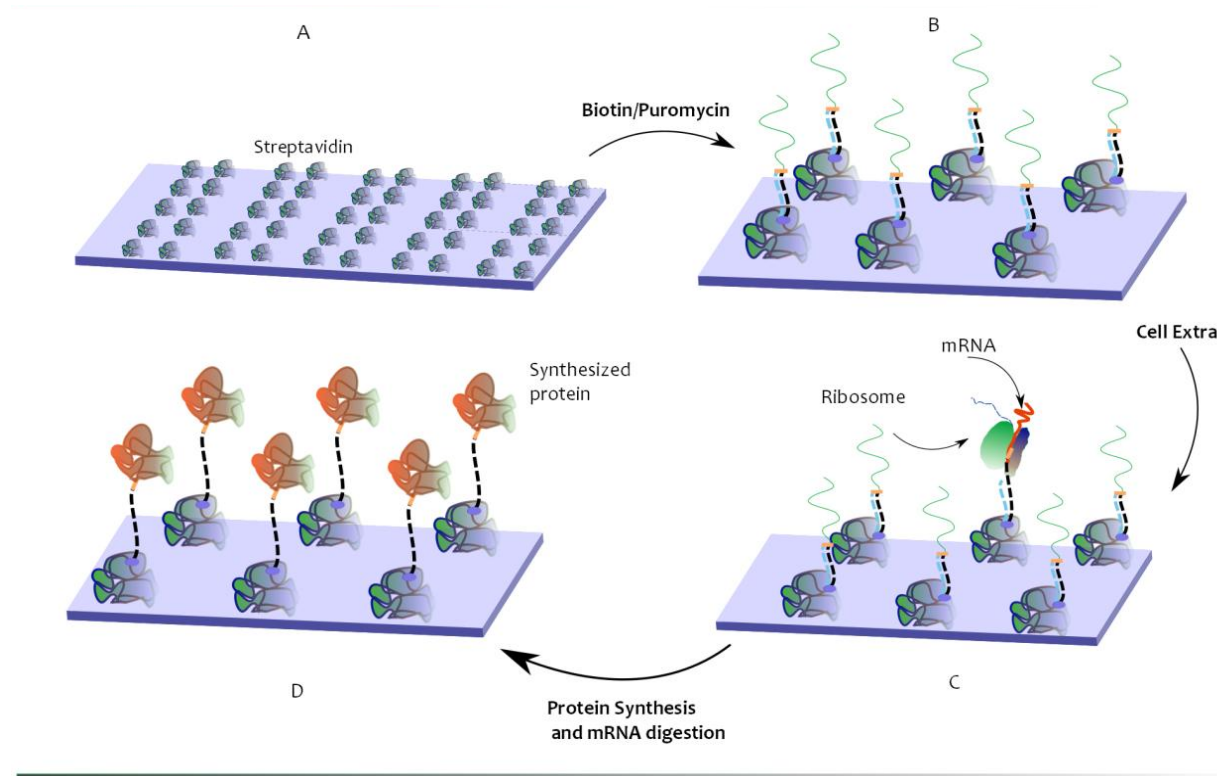 A
B
Biotin/Puromycin
Streptavidin
Cell Extra
mRNA
Ribosome
Synthesized
protein
C
D
Protein Synthesis
and mRNA digestion